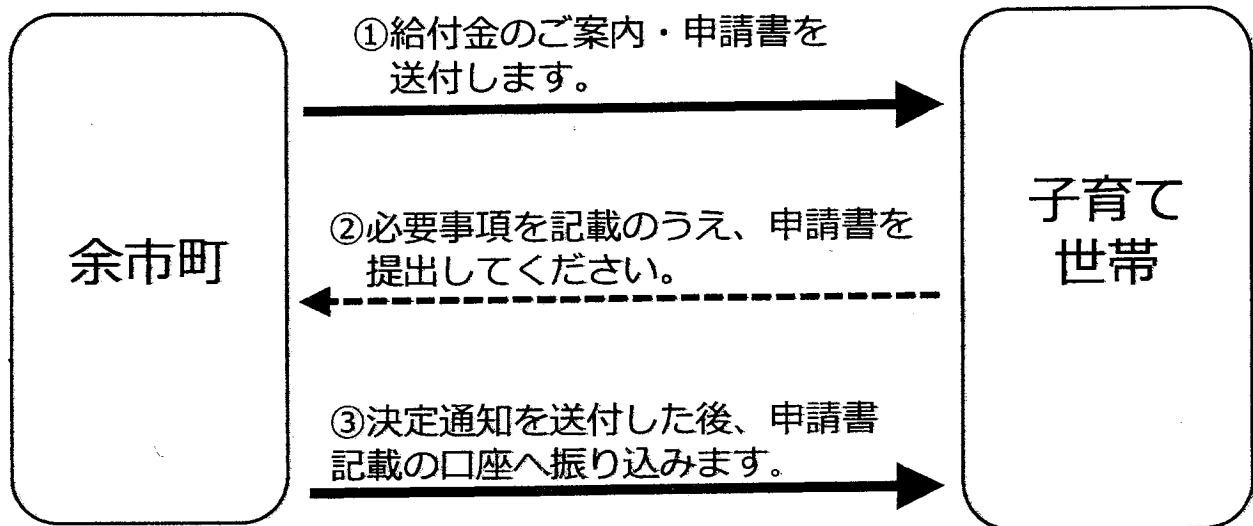 ①給付金のご案内・申請書を
送付します。
余市町
②必要事項を記載のうえ、申請書を
提出してください。
子育て
世帯
③決定通知を送付した後、申請書
記載の口座へ振り込みます。